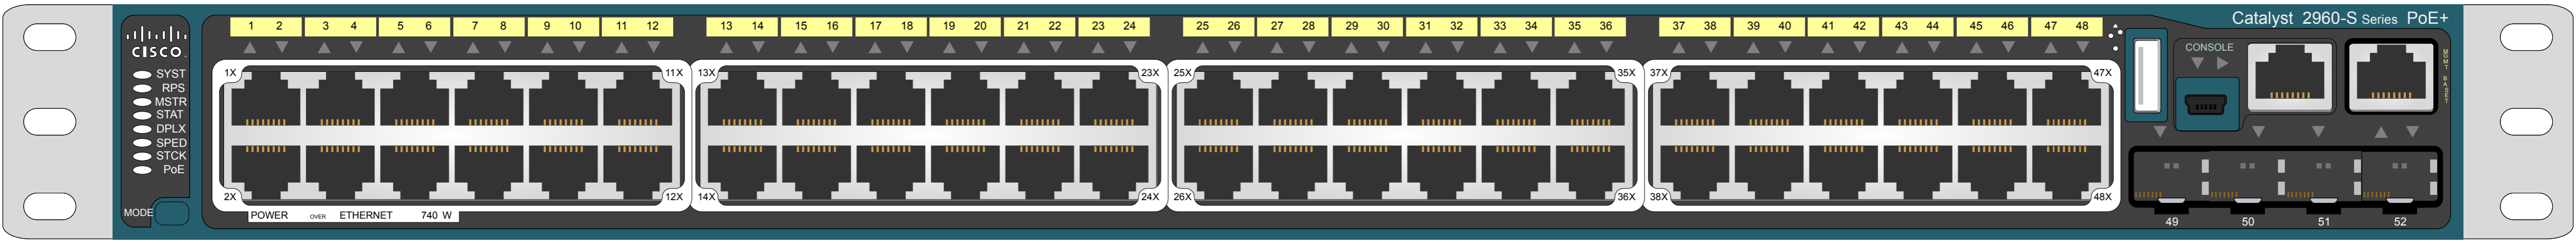 Catalyst 2960-S Series PoE+
1 2 3 4 5 6 7 8 9 10 11 12 13 14 15 16 17 18 19 20 21 22 23 24 25 26 27 28 29 30 31 32 33 34 35 36 37 38 39 40 41 42 43 44 45 46 47 48
CISCO
CONSOLE
MGMT BASET
1X 11X 13X 23X 25X 35X 37X 47X
SYST
RPS
MSTR
STAT
DPLX
SPED
STCK
PoE
2X 12X 14X 24X 26X 36X 38X 48X
MODE
POWER OVER ETHERNET 740 W
49 50 51 52